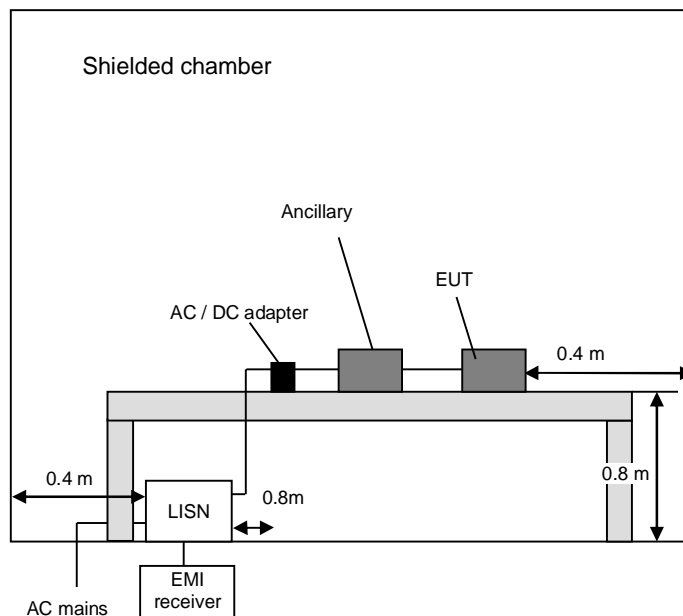 Shielded chamber
Ancillary
EUT
AC / DC adapter
0.4 m
0.4 m
0.8 m
LISN
0.8m
EMI
receiver
AC mains